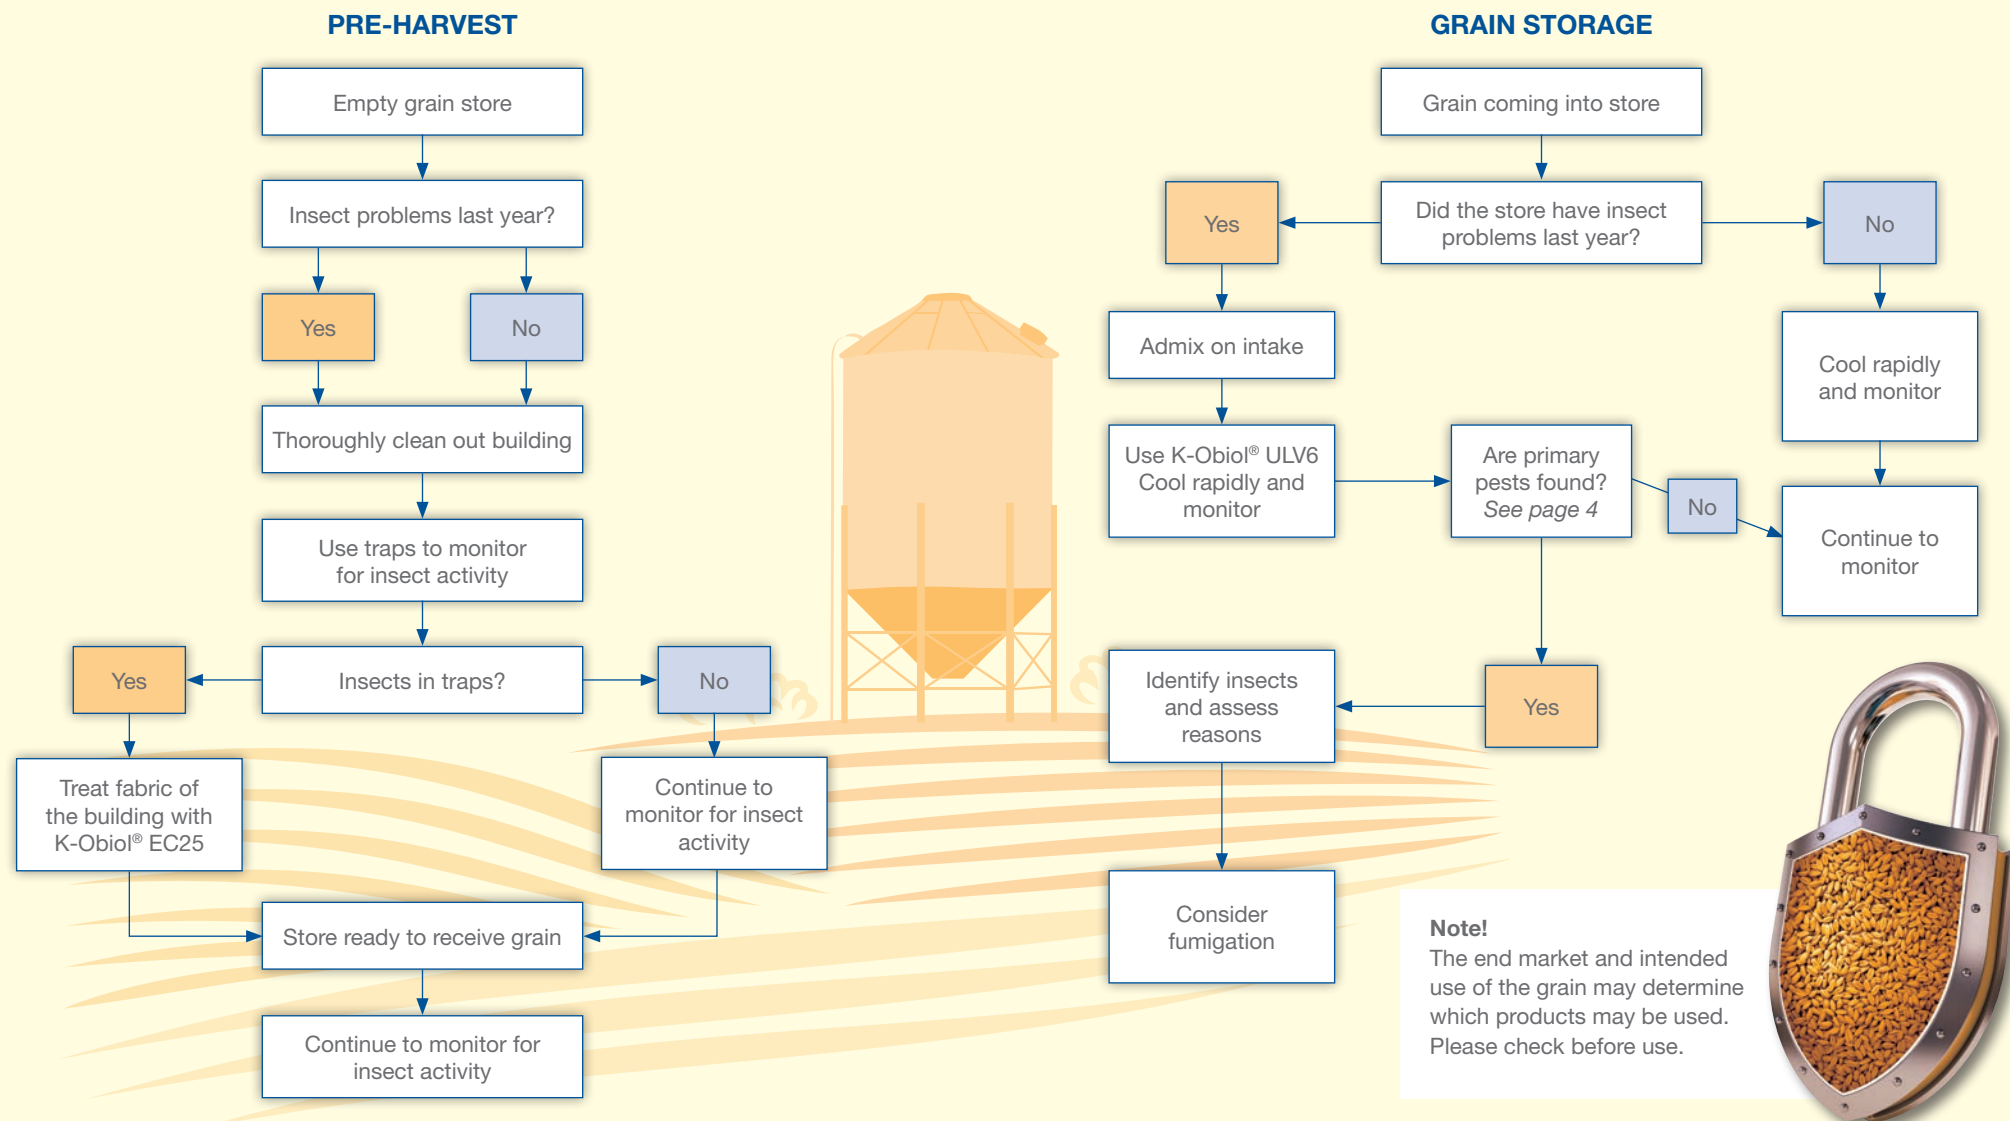 PRE-HARVEST
Empty grain store
Insect problems last year?
Yes
No
Thoroughly clean out building
Use traps to monitor
for insect activity
Yes
Insects in traps?
No
Treat fabric of
the building with
K-Obiol® EC25
Continue to
monitor for insect
activity
Store ready to receive grain
Continue to monitor for
insect activity
GRAIN STORAGE
Grain coming into store
Yes
Did the store have insect
problems last year?
No
Admix on intake
Cool rapidly
and monitor
Use K-Obiol® ULV6
Cool rapidly and
monitor
Are primary
pests found?
See page 4
No
Continue to
monitor
Identify insects
and assess
reasons
Yes
Consider
fumigation
Note!
The end market and intended
use of the grain may determine
which products may be used.
Please check before use.